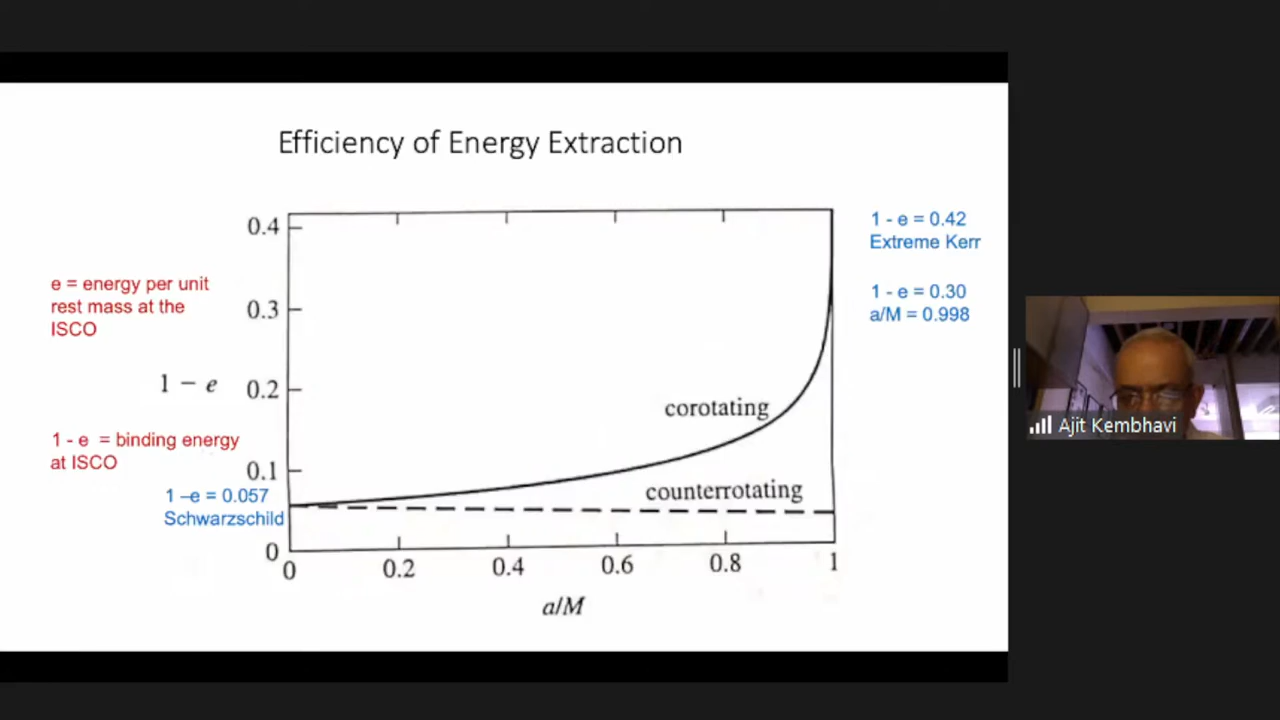 Efficiency of Energy Extraction
e = energy per unit
rest mass at the
ISCO
1 - e
1 - e = binding energy
at ISCO
1 –e = 0.057
Schwarzschild
0.4
0.3
0.2
0.1
0
corotating
counterrotating
0
0.2
0.4
0.6
0.8
1
a/M
1 - e = 0.42
Extreme Kerr
1 - e = 0.30
a/M = 0.998
Ajit Kembhavi